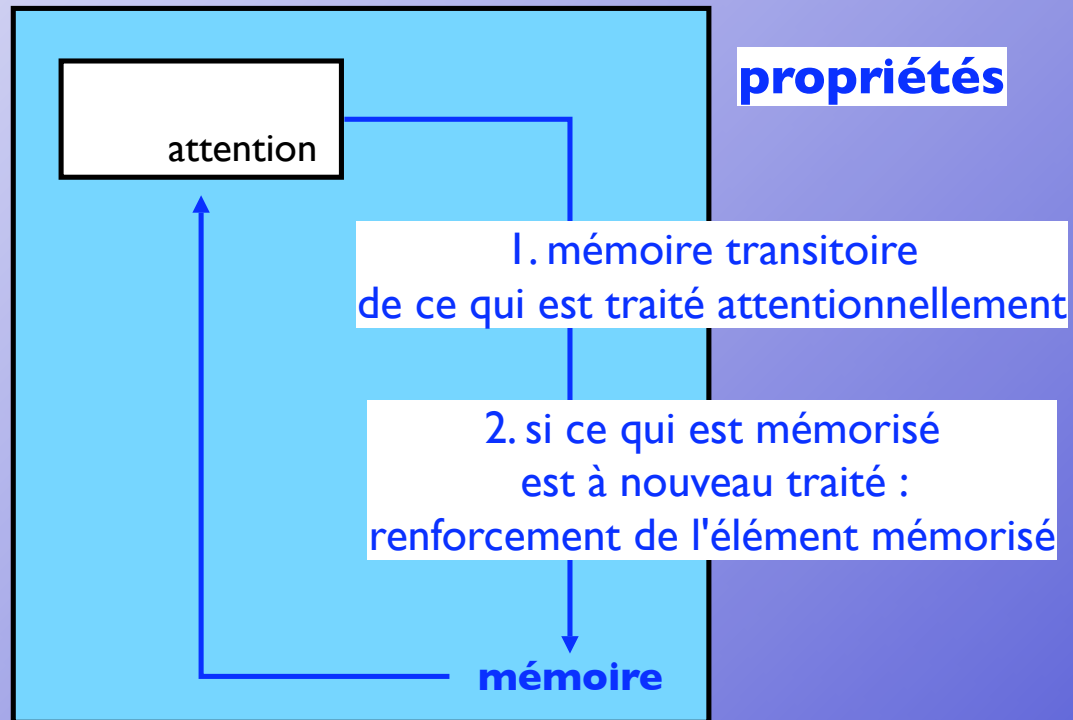 propriétés
attention
1. mémoire transitoire
de ce qui est traité attentionnellement
2. si ce qui est mémorisé
est à nouveau traité :
renforcement de l'élément mémorisé
mémoire